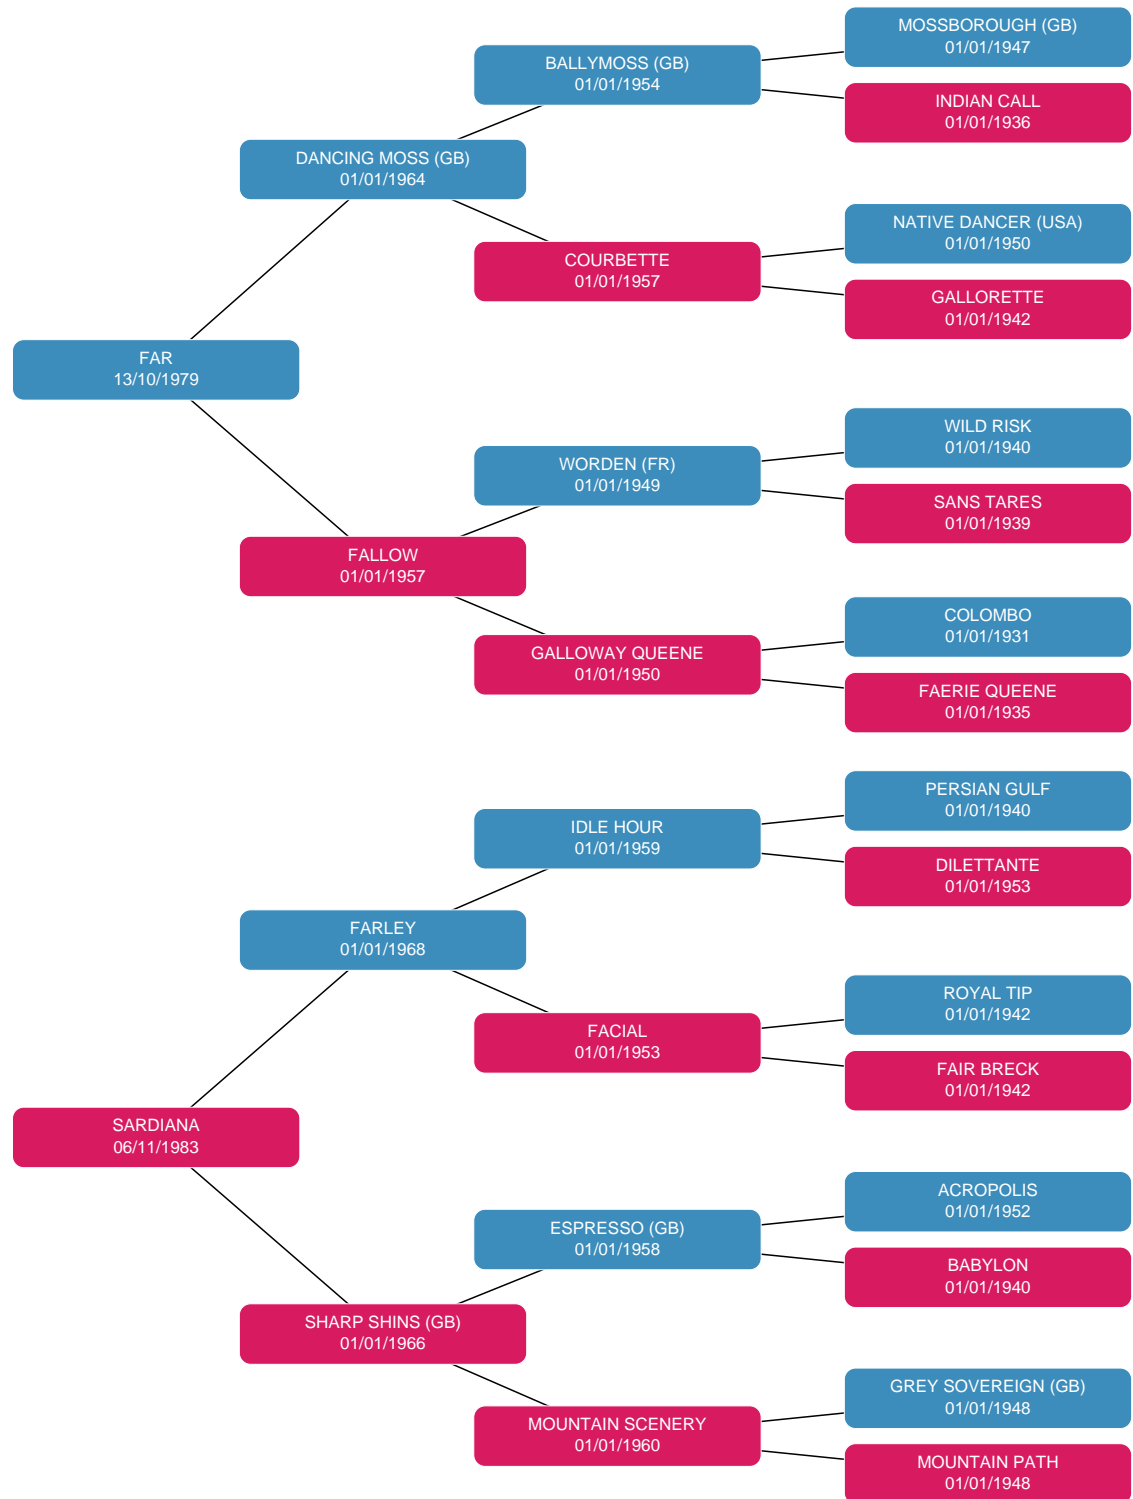 MOSSBOROUGH (GB)
01/01/1947
BALLYMOSS (GB)
01/01/1954
INDIAN CALL
01/01/1936
DANCING MOSS (GB)
01/01/1964
NATIVE DANCER (USA)
01/01/1950
COURBETTE
01/01/1957
GALLORETTE
01/01/1942
FAR
13/10/1979
WILD RISK
01/01/1940
WORDEN (FR)
01/01/1949
SANS TARES
01/01/1939
FALLOW
01/01/1957
COLOMBO
01/01/1931
GALLOWAY QUEENE
01/01/1950
FAERIE QUEENE
01/01/1935
PERSIAN GULF
01/01/1940
IDLE HOUR
01/01/1959
DILETTANTE
01/01/1953
FARLEY
01/01/1968
ROYAL TIP
01/01/1942
FACIAL
01/01/1953
FAIR BRECK
01/01/1942
SARDIANA
06/11/1983
ACROPOLIS
01/01/1952
ESPRESSO (GB)
01/01/1958
BABYLON
01/01/1940
SHARP SHINS (GB)
01/01/1966
GREY SOVEREIGN (GB)
01/01/1948
MOUNTAIN SCENERY
01/01/1960
MOUNTAIN PATH
01/01/1948